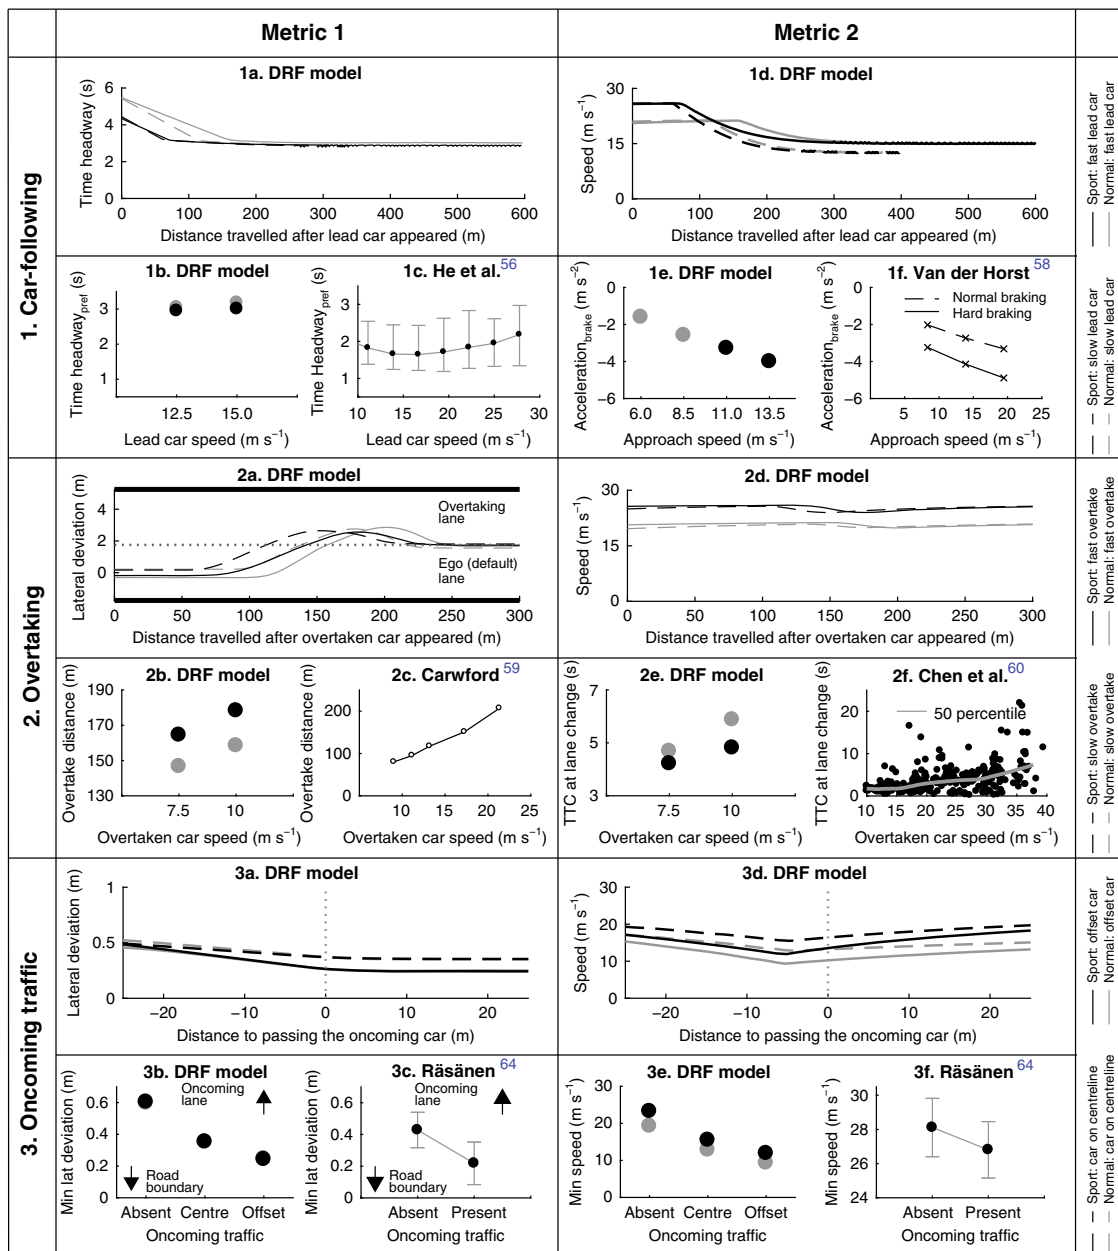 Metric 1
Metric 2
1. Car-following
1a. DRF model
Time headway (s)
6
4
2
0
0 100 200 300 400 500 600
Distance travelled after lead car appeared (m)
1d. DRF model
Speed (m s−1)
30
15
0
0 100 200 300 400 500 600
Distance travelled after lead car appeared (m)
Sport: fast lead car
Normal: fast lead car
1b. DRF model
Time headway pref (s)
3
2
1
12.5 15.0
Lead car speed (m s−1)
1c. He et al.56
Time Headway pref (s)
3
2
1
10 15 20 25 30
Lead car speed (m s−1)
1e. DRF model
Acceleration brake (m s−2)
0
−2
−4
−6
6.0 8.5 11.0 13.5
Approach speed (m s−1)
1f. Van der Horst58
Normal braking
Hard braking
Acceleration brake (m s−2)
0
−2
−4
−6
5 15 25
Approach speed (m s−1)
Sport: slow lead car
Normal: slow lead car
2. Overtaking
2a. DRF model
Lateral deviation (m)
4
2
0
Overtaking
lane
Ego (default)
lane
0 50 100 150 200 250 300
Distance travelled after overtaken car appeared (m)
2d. DRF model
Speed (m s−1)
30
15
0
0 50 100 150 200 250 300
Distance travelled after overtaken car appeared (m)
Sport: fast overtake
Normal: fast overtake
2b. DRF model
Overtake distance (m)
190
170
150
130
7.5 10
Overtaken car speed (m s−1)
2c. Carwford59
Overtake distance (m)
200
100
0
10 15 20 25
Overtaken car speed (m s−1)
2e. DRF model
TTC at lane change (s)
7
5
3
7.5 10
Overtaken car speed (m s−1)
2f. Chen et al.60
50 percentile
TTC at lane change (s)
20
10
0
10 15 20 25 30 35 40
Overtaken car speed (m s−1)
Sport: slow overtake
Normal: slow overtake
3. Oncoming traffic
3a. DRF model
Lateral deviation (m)
1
0.5
0
−20 −10 0 10 20
Distance to passing the oncoming car (m)
3d. DRF model
Speed (m s−1)
30
20
10
0
−20 −10 0 10 20
Distance to passing the oncoming car (m)
Sport: offset car
Normal: offset car
3b. DRF model
Min lat deviation (m)
0.6
0.4
0.2
0
Oncoming
lane
Road
boundary
Absent Centre Offset
Oncoming traffic
3c. Räsänen64
Min lat deviation (m)
0.6
0.4
0.2
0
Road
boundary
Absent Present
Oncoming traffic
3e. DRF model
Min speed (m s−1)
30
20
10
0
Absent Centre Offset
Oncoming traffic
3f. Räsänen64
Min speed (m s−1)
30
28
26
24
Absent Present
Oncoming traffic
Sport: car on centreline
Normal: car on centreline